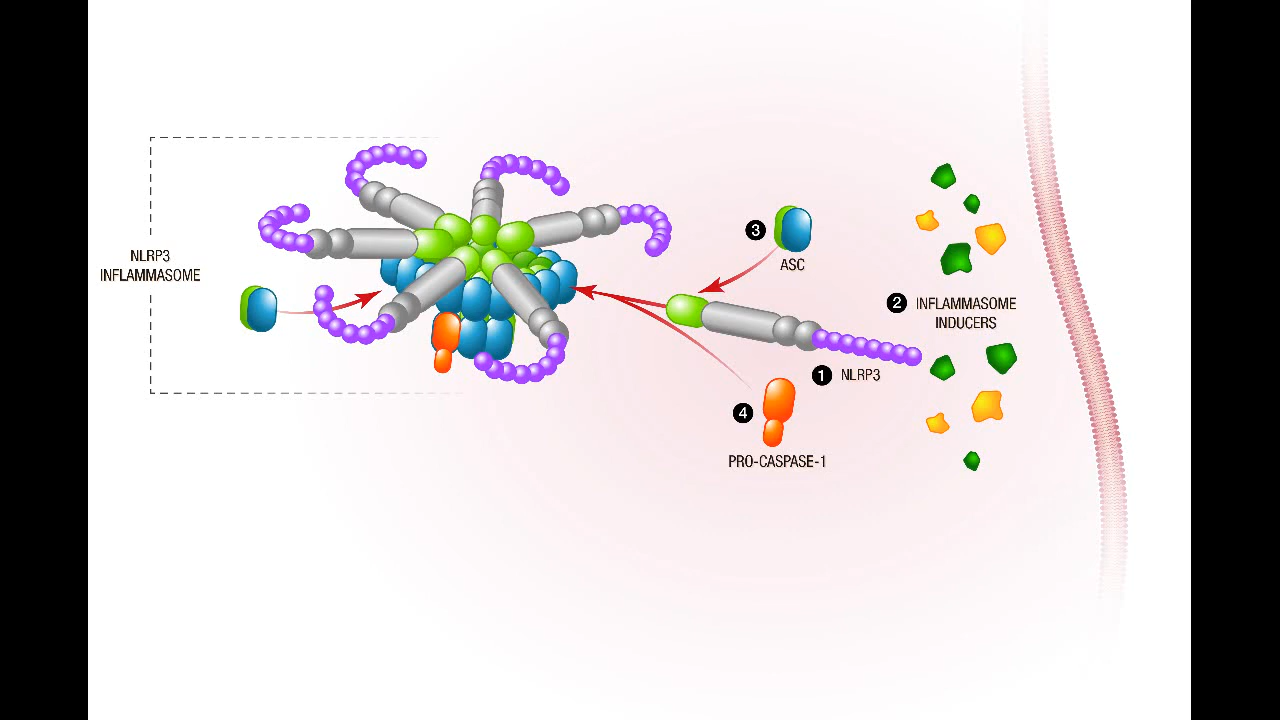 NLRP3
INFLAMMASOME
3
ASC
2 INFLAMMASOME
INDUCERS
1 NLRP3
4
PRO-CASPASE-1